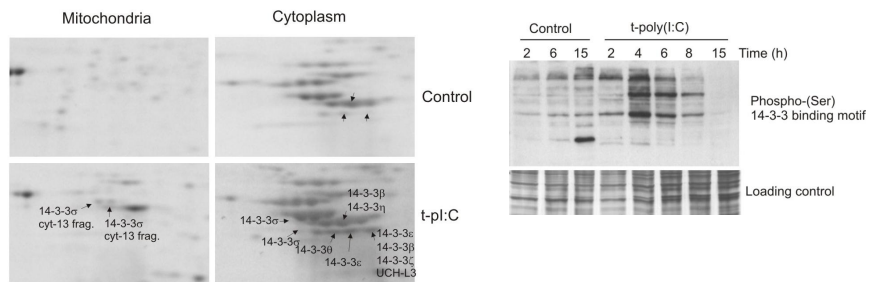 Mitochondria
Cytoplasm
Control
14-3-3σ
cyt-13 frag.
14-3-3σ
cyt-13 frag.
14-3-3β
14-3-3η
14-3-3σ
14-3-3σ
14-3-3θ
14-3-3ε
14-3-3ε
14-3-3β
14-3-3ζ
UCH-L3
t-pI:C
Control
t-poly(I:C)
2 6 15 2 4 6 8 15 Time (h)
Phospho-(Ser)
14-3-3 binding motif
Loading control